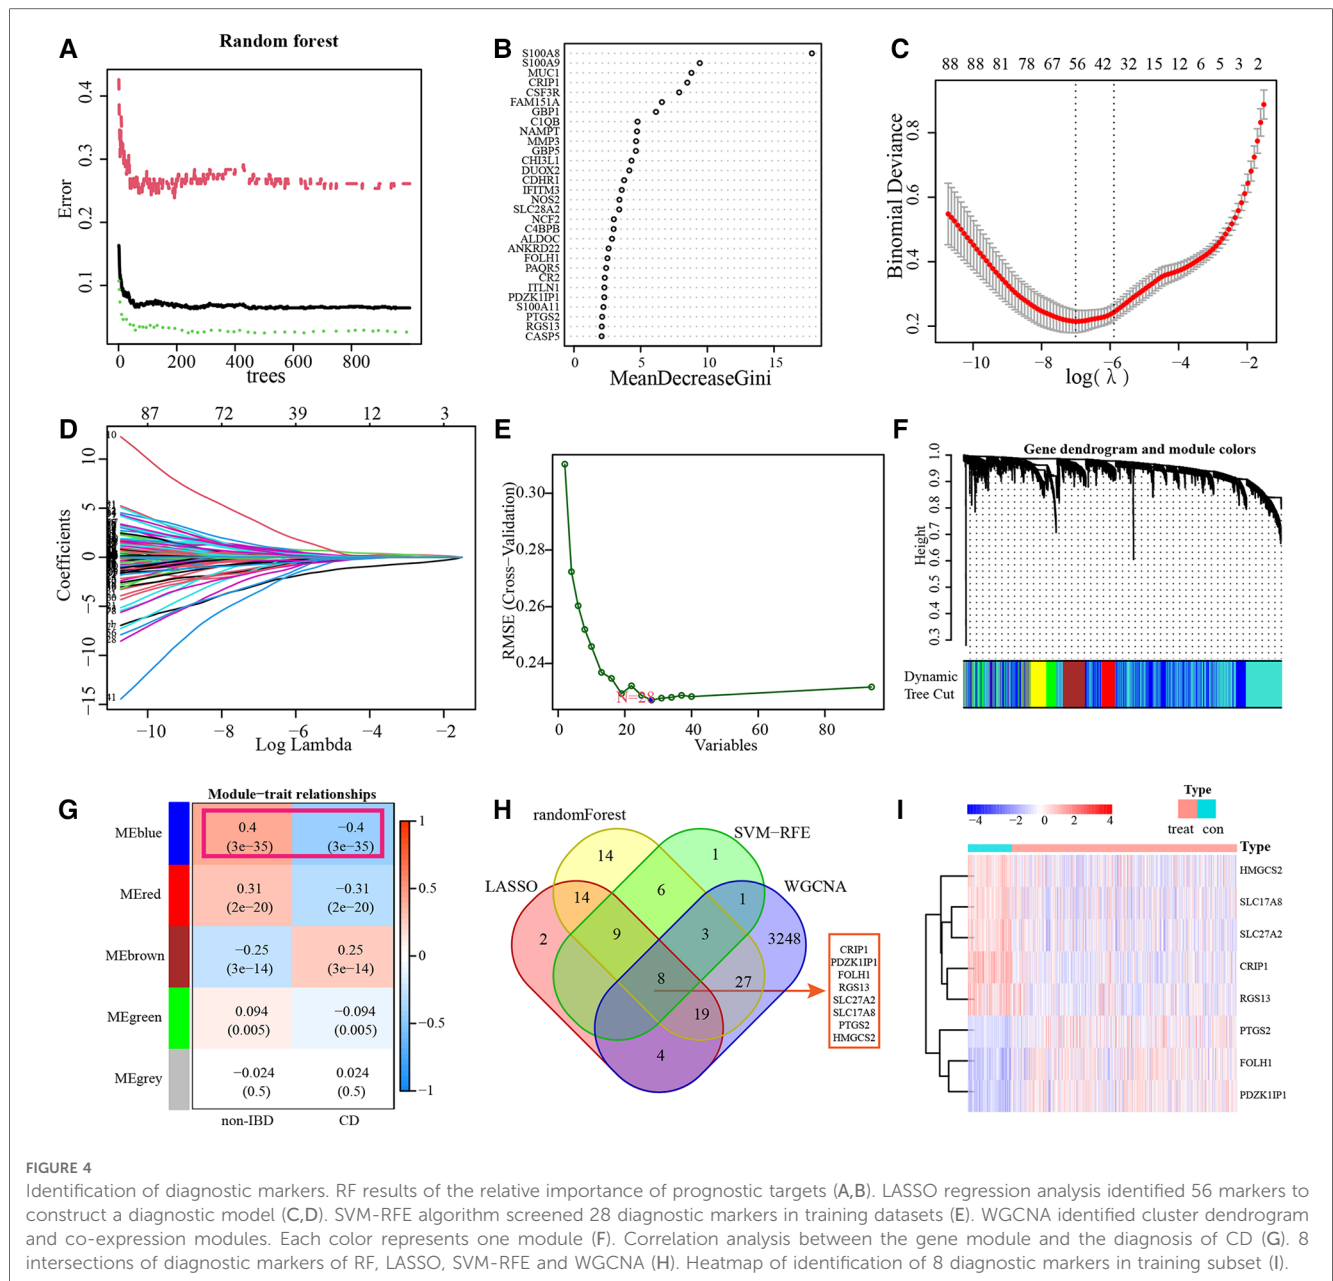 A
Random forest
Error
0.4
0.3
0.2
0.1
0 200 400 600 800
trees
B
S100A8
S100A9
MUC1
CRIP1
CSF3R
FAM151A
GBP1
C1QB
NAMPT
MMP3
GBP5
CHI3L1
DUOX2
CDHR1
IFITM3
NOS2
SLC28A2
NCF2
C4BPB
ALDOC
ANKRD22
FOLH1
PAQR5
CR2
ITLN1
PDZK1IP1
S100A11
PTGS2
RGS13
CASP5
0 5 10 15
MeanDecreaseGini
C
88 88 81 78 67 56 42 32 15 12 6 5 3 2
Binomial Deviance
0.8
0.6
0.4
0.2
−10 −8 −6 −4 −2
log(λ)
D
87 72 39 12 3
Coefficients
10
5
0
−5
−10
−15
10
41
−10 −8 −6 −4 −2
Log Lambda
E
RMSE (Cross−Validation)
0.30
0.28
0.26
0.24
N=28
0 20 40 60 80
Variables
F
Gene dendrogram and module colors
Height
1.0
0.9
0.8
0.7
0.6
0.5
0.4
0.3
Dynamic
Tree Cut
G
Module−trait relationships
MEblue
0.4
(3e−35)
−0.4
(3e−35)
MEred
0.31
(2e−20)
−0.31
(2e−20)
MEbrown
−0.25
(3e−14)
0.25
(3e−14)
MEgreen
0.094
(0.005)
−0.094
(0.005)
MEgrey
−0.024
(0.5)
0.024
(0.5)
non-IBD CD
1
0.5
0
−0.5
−1
H
randomForest
SVM-RFE
LASSO
WGCNA
14
1
14
6
1
2
9
3
3248
8
27
19
4
CRIP1
PDZK1IP1
FOLH1
RGS13
SLC27A2
SLC17A8
PTGS2
HMGCS2
I
−4 −2 0 2 4
Type
treat con
Type
HMGCS2
SLC17A8
SLC27A2
CRIP1
RGS13
PTGS2
FOLH1
PDZK1IP1
FIGURE 4
Identification of diagnostic markers. RF results of the relative importance of prognostic targets (A,B). LASSO regression analysis identified 56 markers to
construct a diagnostic model (C,D). SVM-RFE algorithm screened 28 diagnostic markers in training datasets (E). WGCNA identified cluster dendrogram
and co-expression modules. Each color represents one module (F). Correlation analysis between the gene module and the diagnosis of CD (G). 8
intersections of diagnostic markers of RF, LASSO, SVM-RFE and WGCNA (H). Heatmap of identification of 8 diagnostic markers in training subset (I).